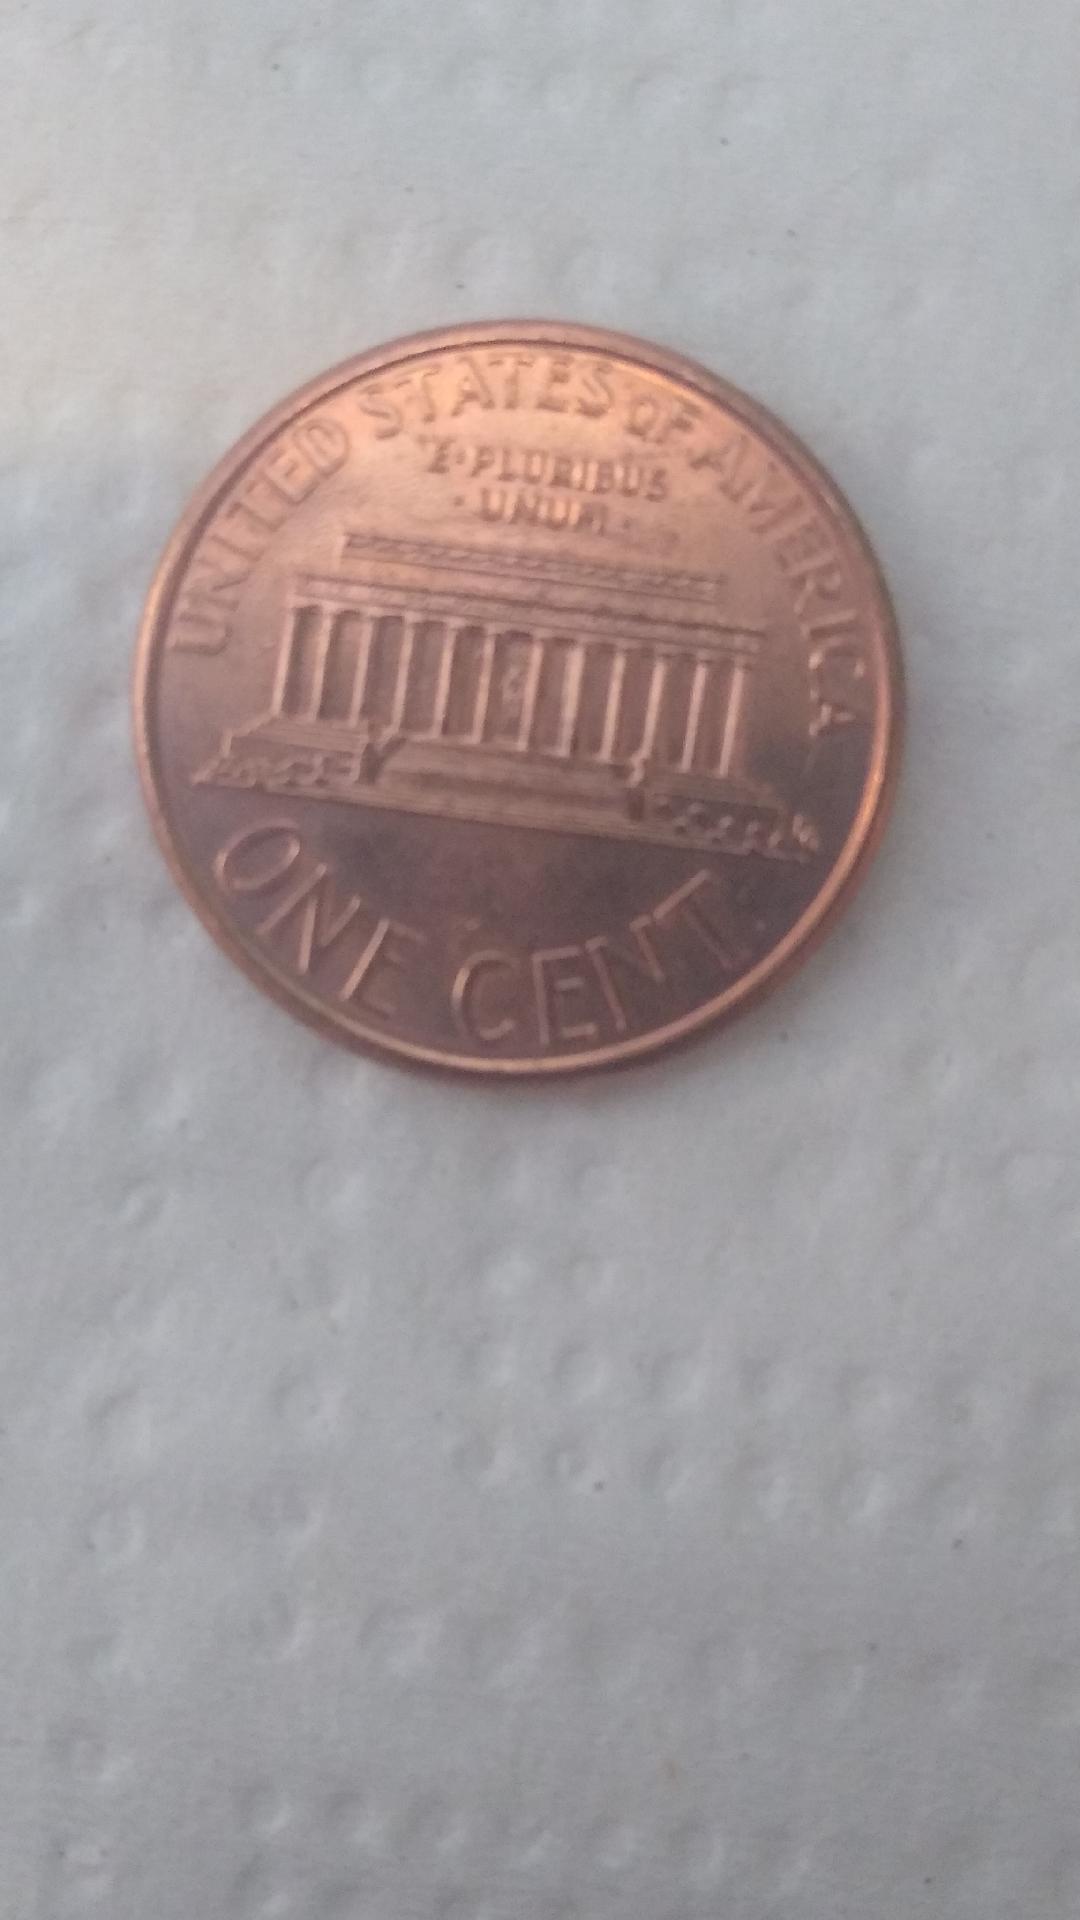 UNITED STATES OF AMERICA
E·PLURIBUS
·UNUM·
ONE CENT